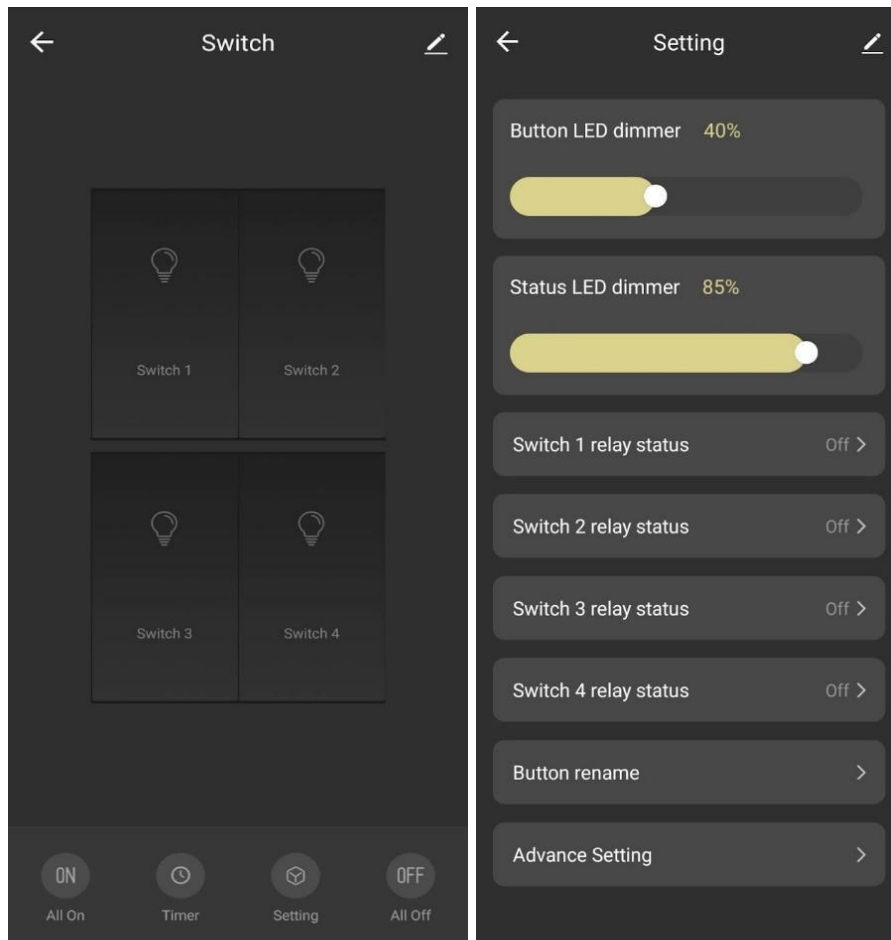 Switch
Switch 1
Switch 2
Switch 3
Switch 4
ON
All On
Timer
Setting
OFF
All Off
Setting
Button LED dimmer 40%
Status LED dimmer 85%
Switch 1 relay status Off
Switch 2 relay status Off
Switch 3 relay status Off
Switch 4 relay status Off
Button rename
Advance Setting